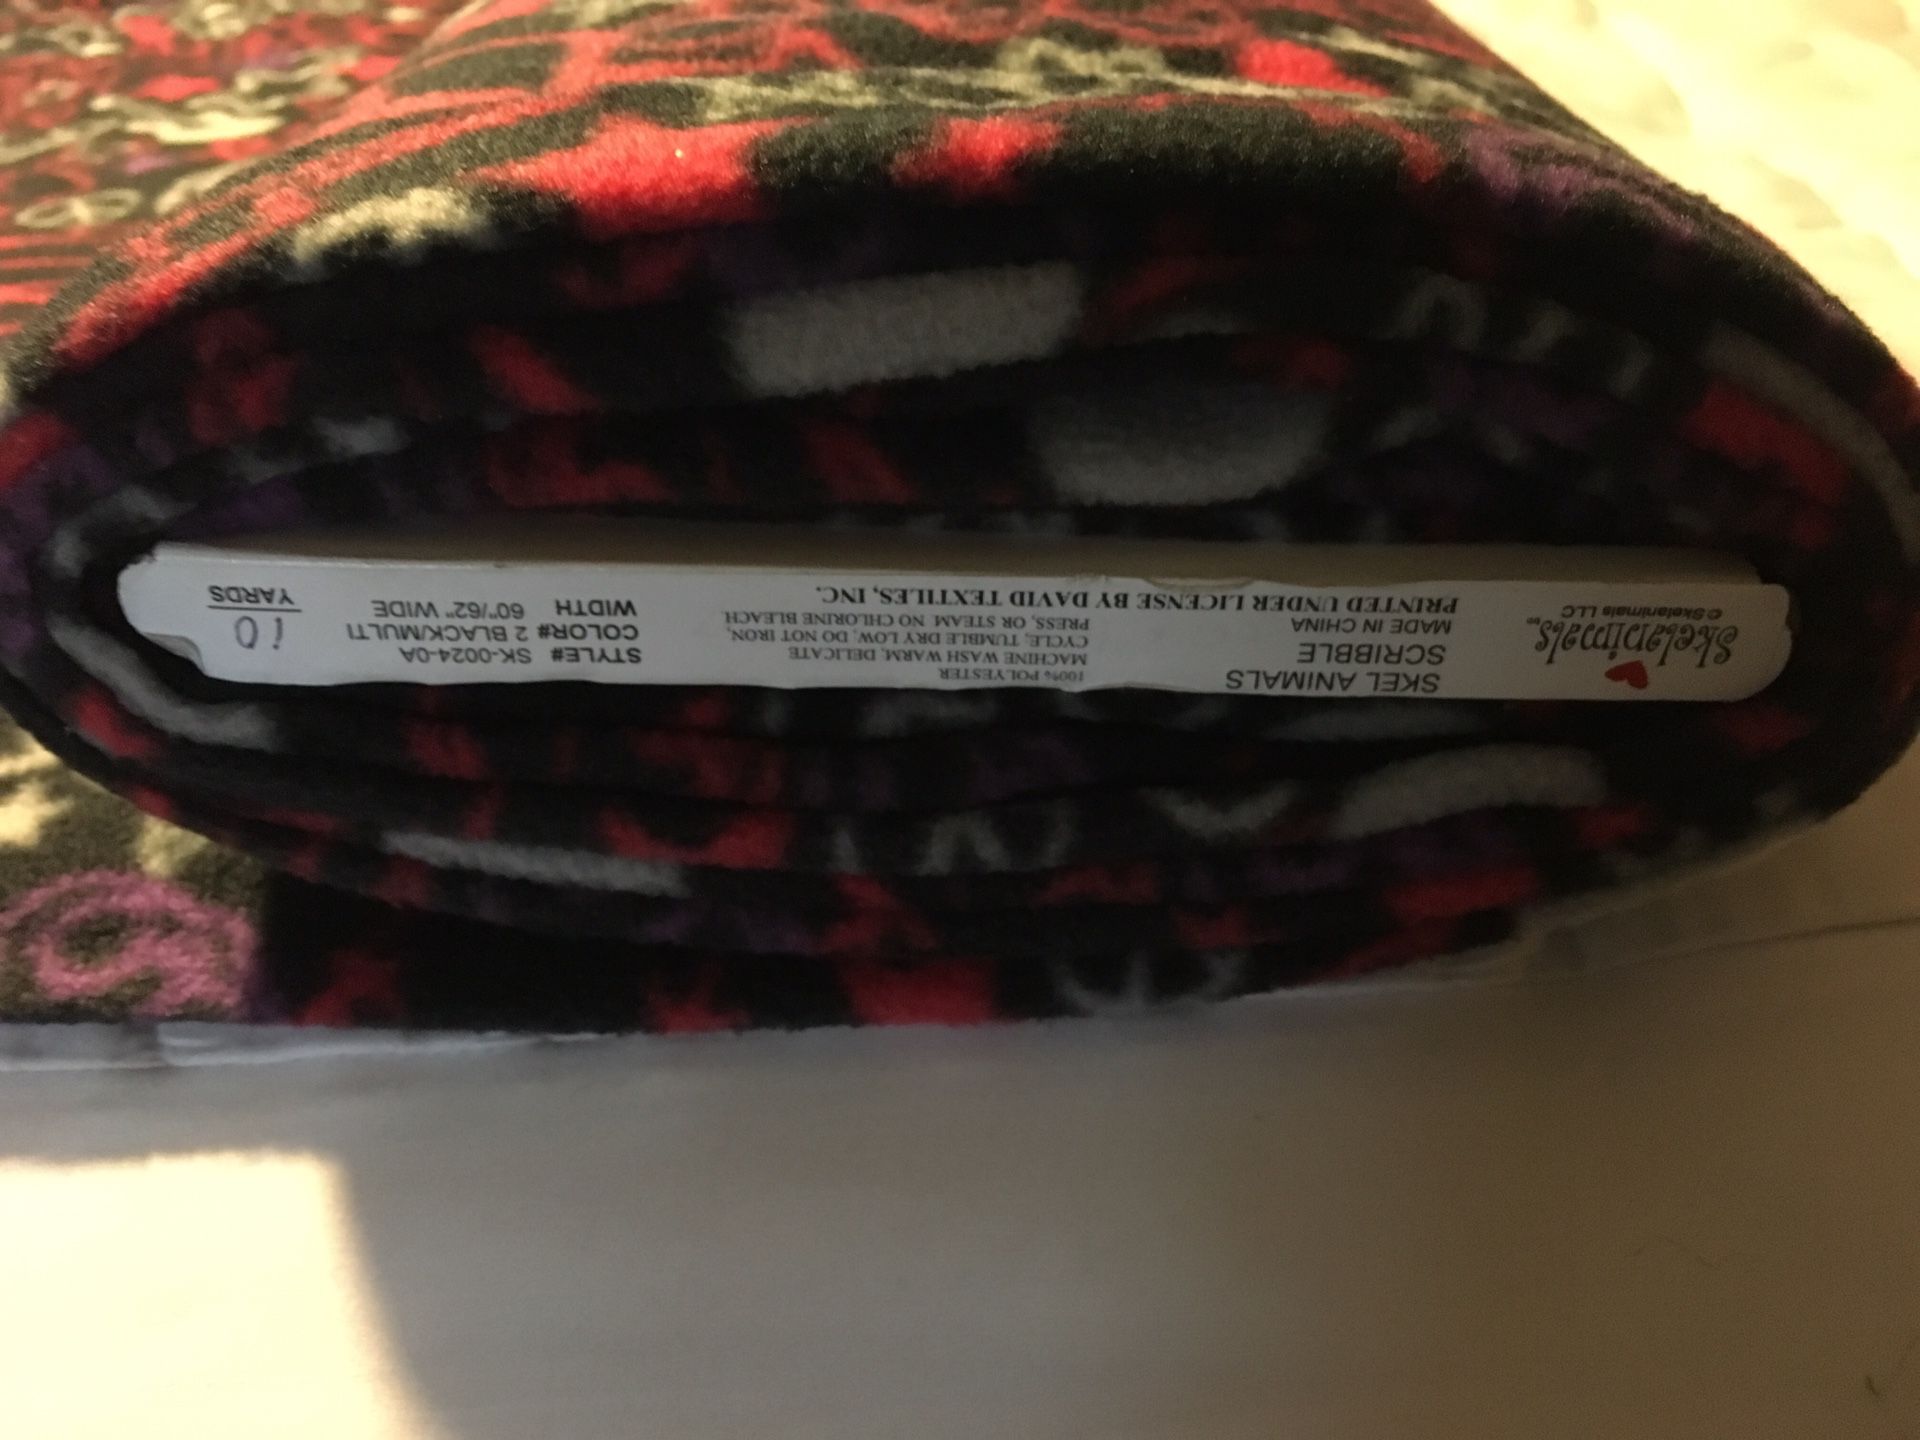 Skelanimals™
© Skelanimals LLC
SKEL ANIMALS
SCRIBBLE
MADE IN CHINA
PRINTED UNDER LICENSE BY DAVID TEXTILES, INC.
100% POLYESTER
MACHINE WASH WARM, DELICATE
CYCLE, TUMBLE DRY LOW, DO NOT IRON,
PRESS, OR STEAM. NO CHLORINE BLEACH.
STYLE# SK-0024-0A
COLOR# 2 BLACK/MULTI
WIDTH 60"/62" WIDE
10
YARDS